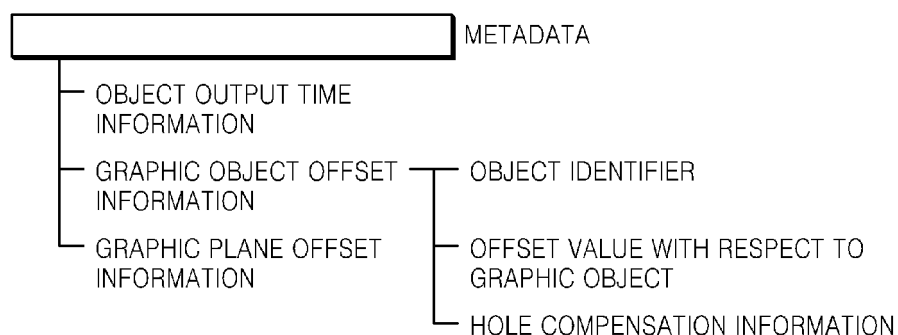 METADATA
OBJECT OUTPUT TIME
INFORMATION
GRAPHIC OBJECT OFFSET
INFORMATION
OBJECT IDENTIFIER
OFFSET VALUE WITH RESPECT TO
GRAPHIC OBJECT
HOLE COMPENSATION INFORMATION
GRAPHIC PLANE OFFSET
INFORMATION